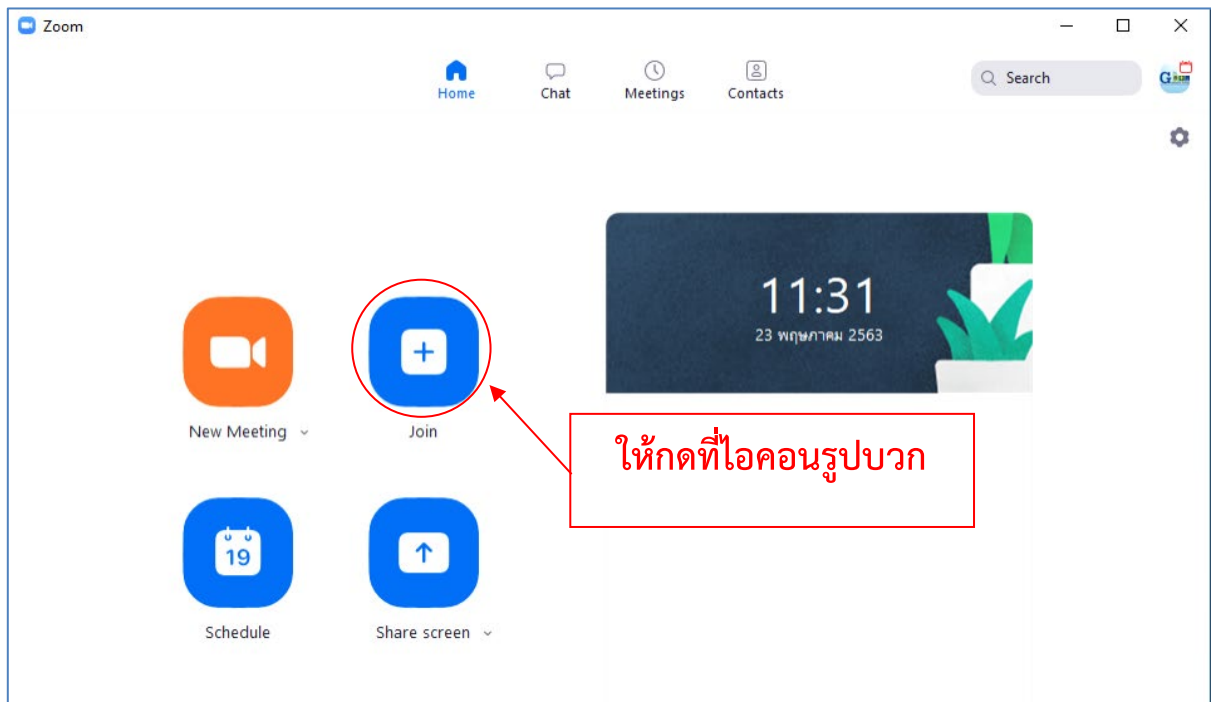 Zoom
Home
Chat
Meetings
Contacts
Search
11:31
23 พฤษภาคม 2563
New Meeting
Join
ให้กดที่ไอคอนรูปบวก
19
Schedule
Share screen